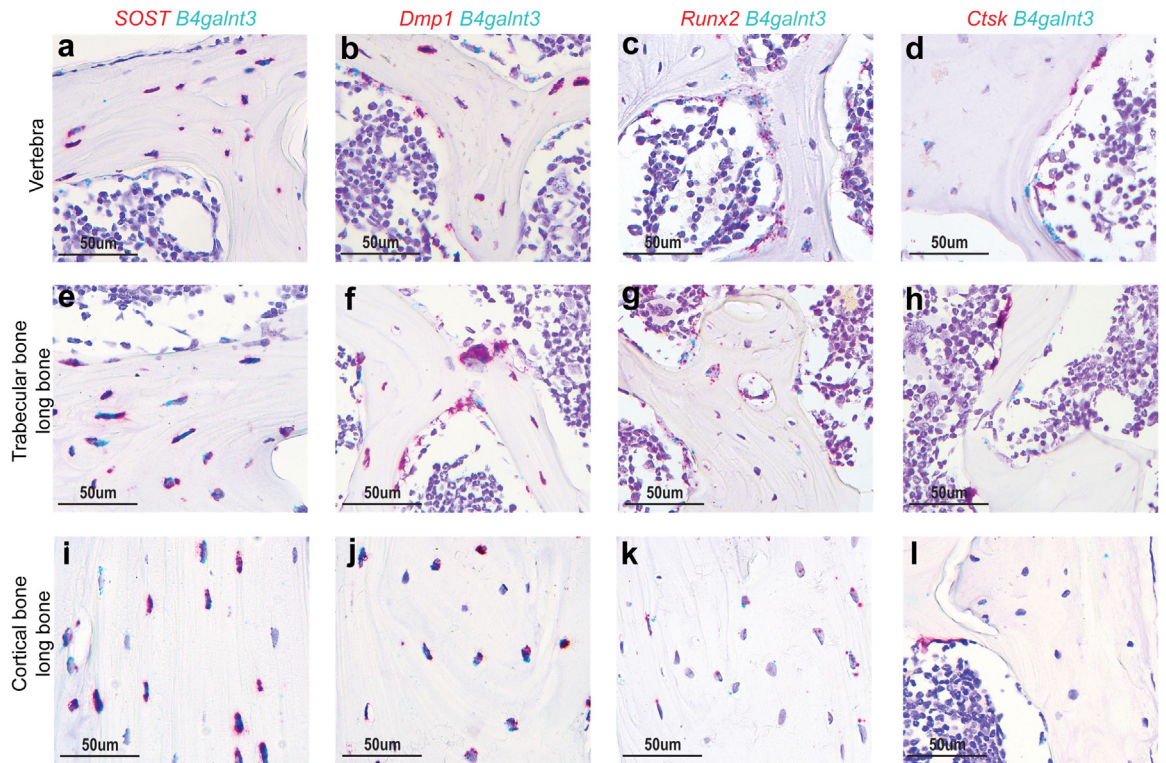 SOST B4galnt3
Dmp1 B4galnt3
Runx2 B4galnt3
Ctsk B4galnt3
Vertebra
a
50um
b
50um
c
50um
d
50um
Trabecular bone
long bone
e
50um
f
50um
g
50um
h
50um
Cortical bone
long bone
i
50um
j
50um
k
50um
l
50um